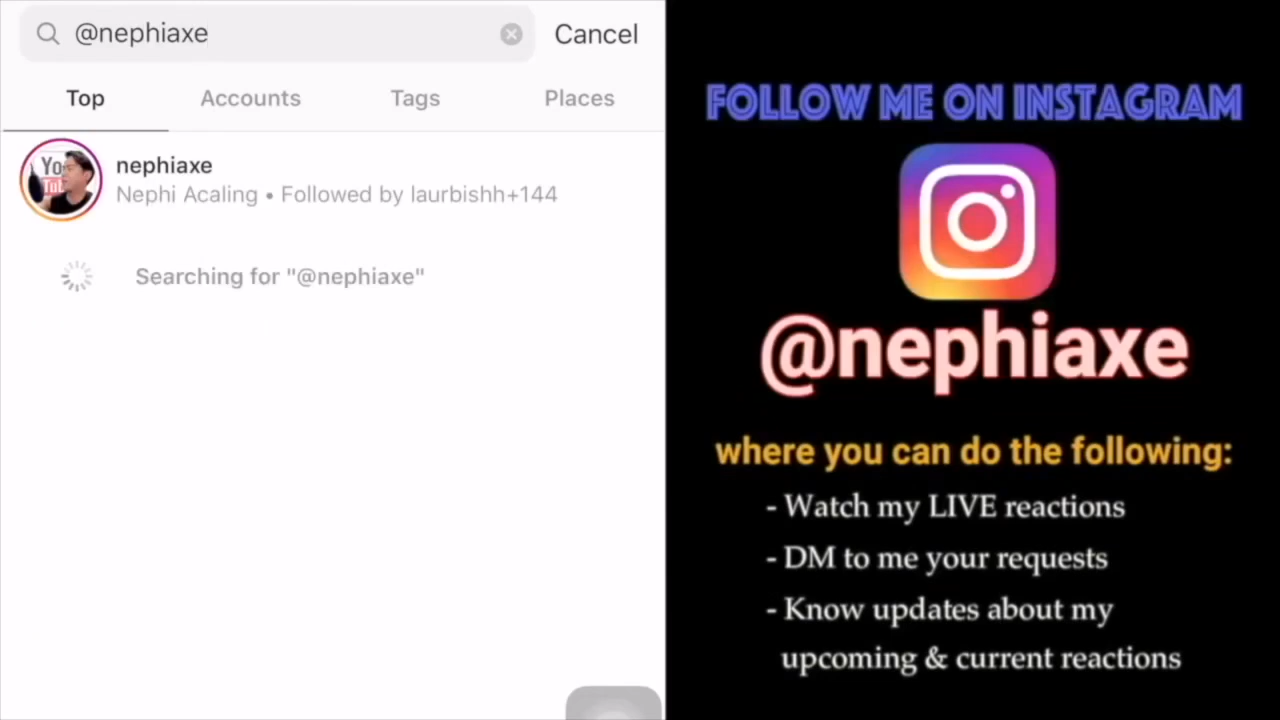 @nephiaxe
Cancel
Top
Accounts
Tags
Places
nephiaxe
Nephi Acaling • Followed by laurbishh+144
Searching for "@nephiaxe"
FOLLOW ME ON INSTAGRAM
@nephiaxe
where you can do the following:
- Watch my LIVE reactions
- DM to me your requests
- Know updates about my
upcoming & current reactions